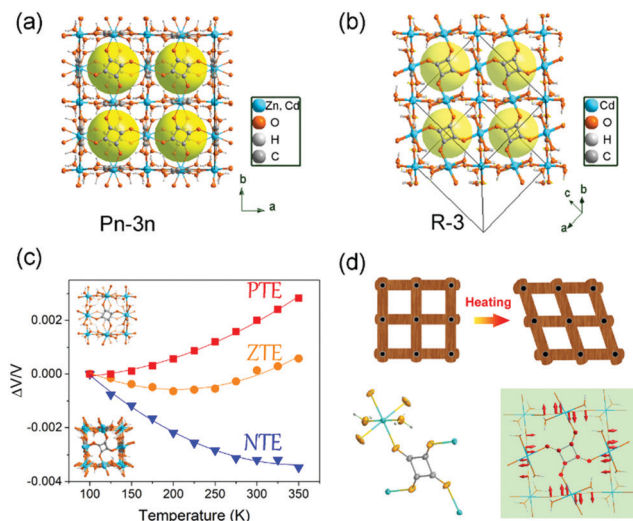 (a)
Zn, Cd
O
H
C
b
a
Pn-3n
(b)
Cd
O
H
C
c
b
a
R-3
(c)
PTE
ZTE
NTE
ΔV/V
0.002
0.000
-0.002
-0.004
100 150 200 250 300 350
Temperature (K)
(d)
Heating